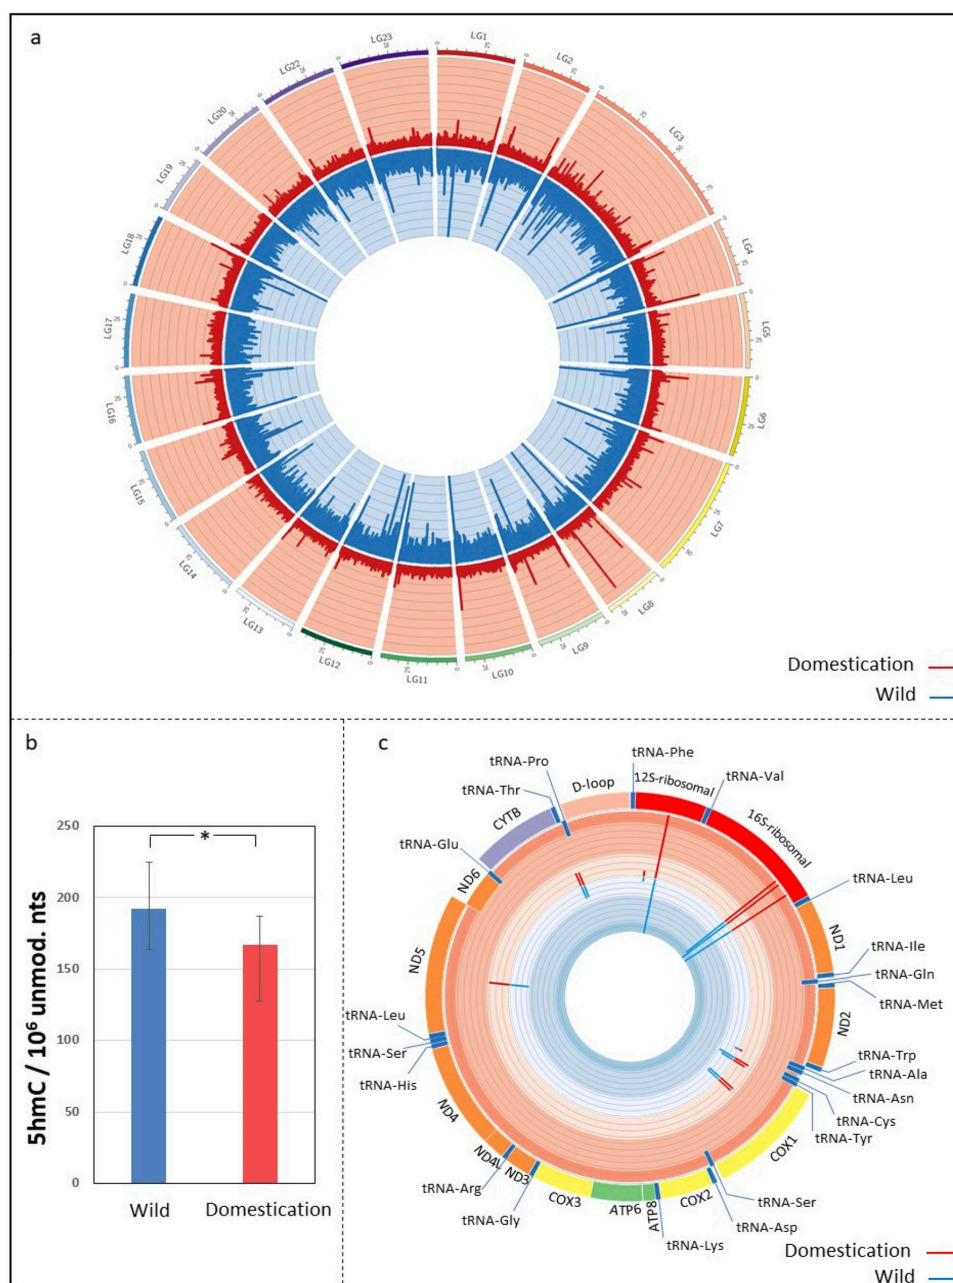 a
LG1
LG2
LG3
LG4
LG5
LG6
LG7
LG8
LG9
LG10
LG11
LG12
LG13
LG14
LG15
LG16
LG17
LG18
LG19
LG20
LG22
LG23
Domestication
Wild
b
250
200
150
100
50
0
5hmC / 10⁶ unmod. nts
*
Wild
Domestication
c
tRNA-Phe
tRNA-Pro
D-loop
12S-ribosomal
tRNA-Val
tRNA-Thr
CYTB
16S-ribosomal
tRNA-Glu
ND6
tRNA-Leu
ND1
ND5
tRNA-Ile
tRNA-Gln
tRNA-Met
ND2
tRNA-Leu
tRNA-Ser
tRNA-His
tRNA-Trp
tRNA-Ala
tRNA-Asn
tRNA-Cys
tRNA-Tyr
ND4
COX1
ND4L
ND3
tRNA-Arg
tRNA-Gly
COX3
ATP6
ATP8
COX2
tRNA-Ser
tRNA-Asp
tRNA-Lys
Domestication
Wild